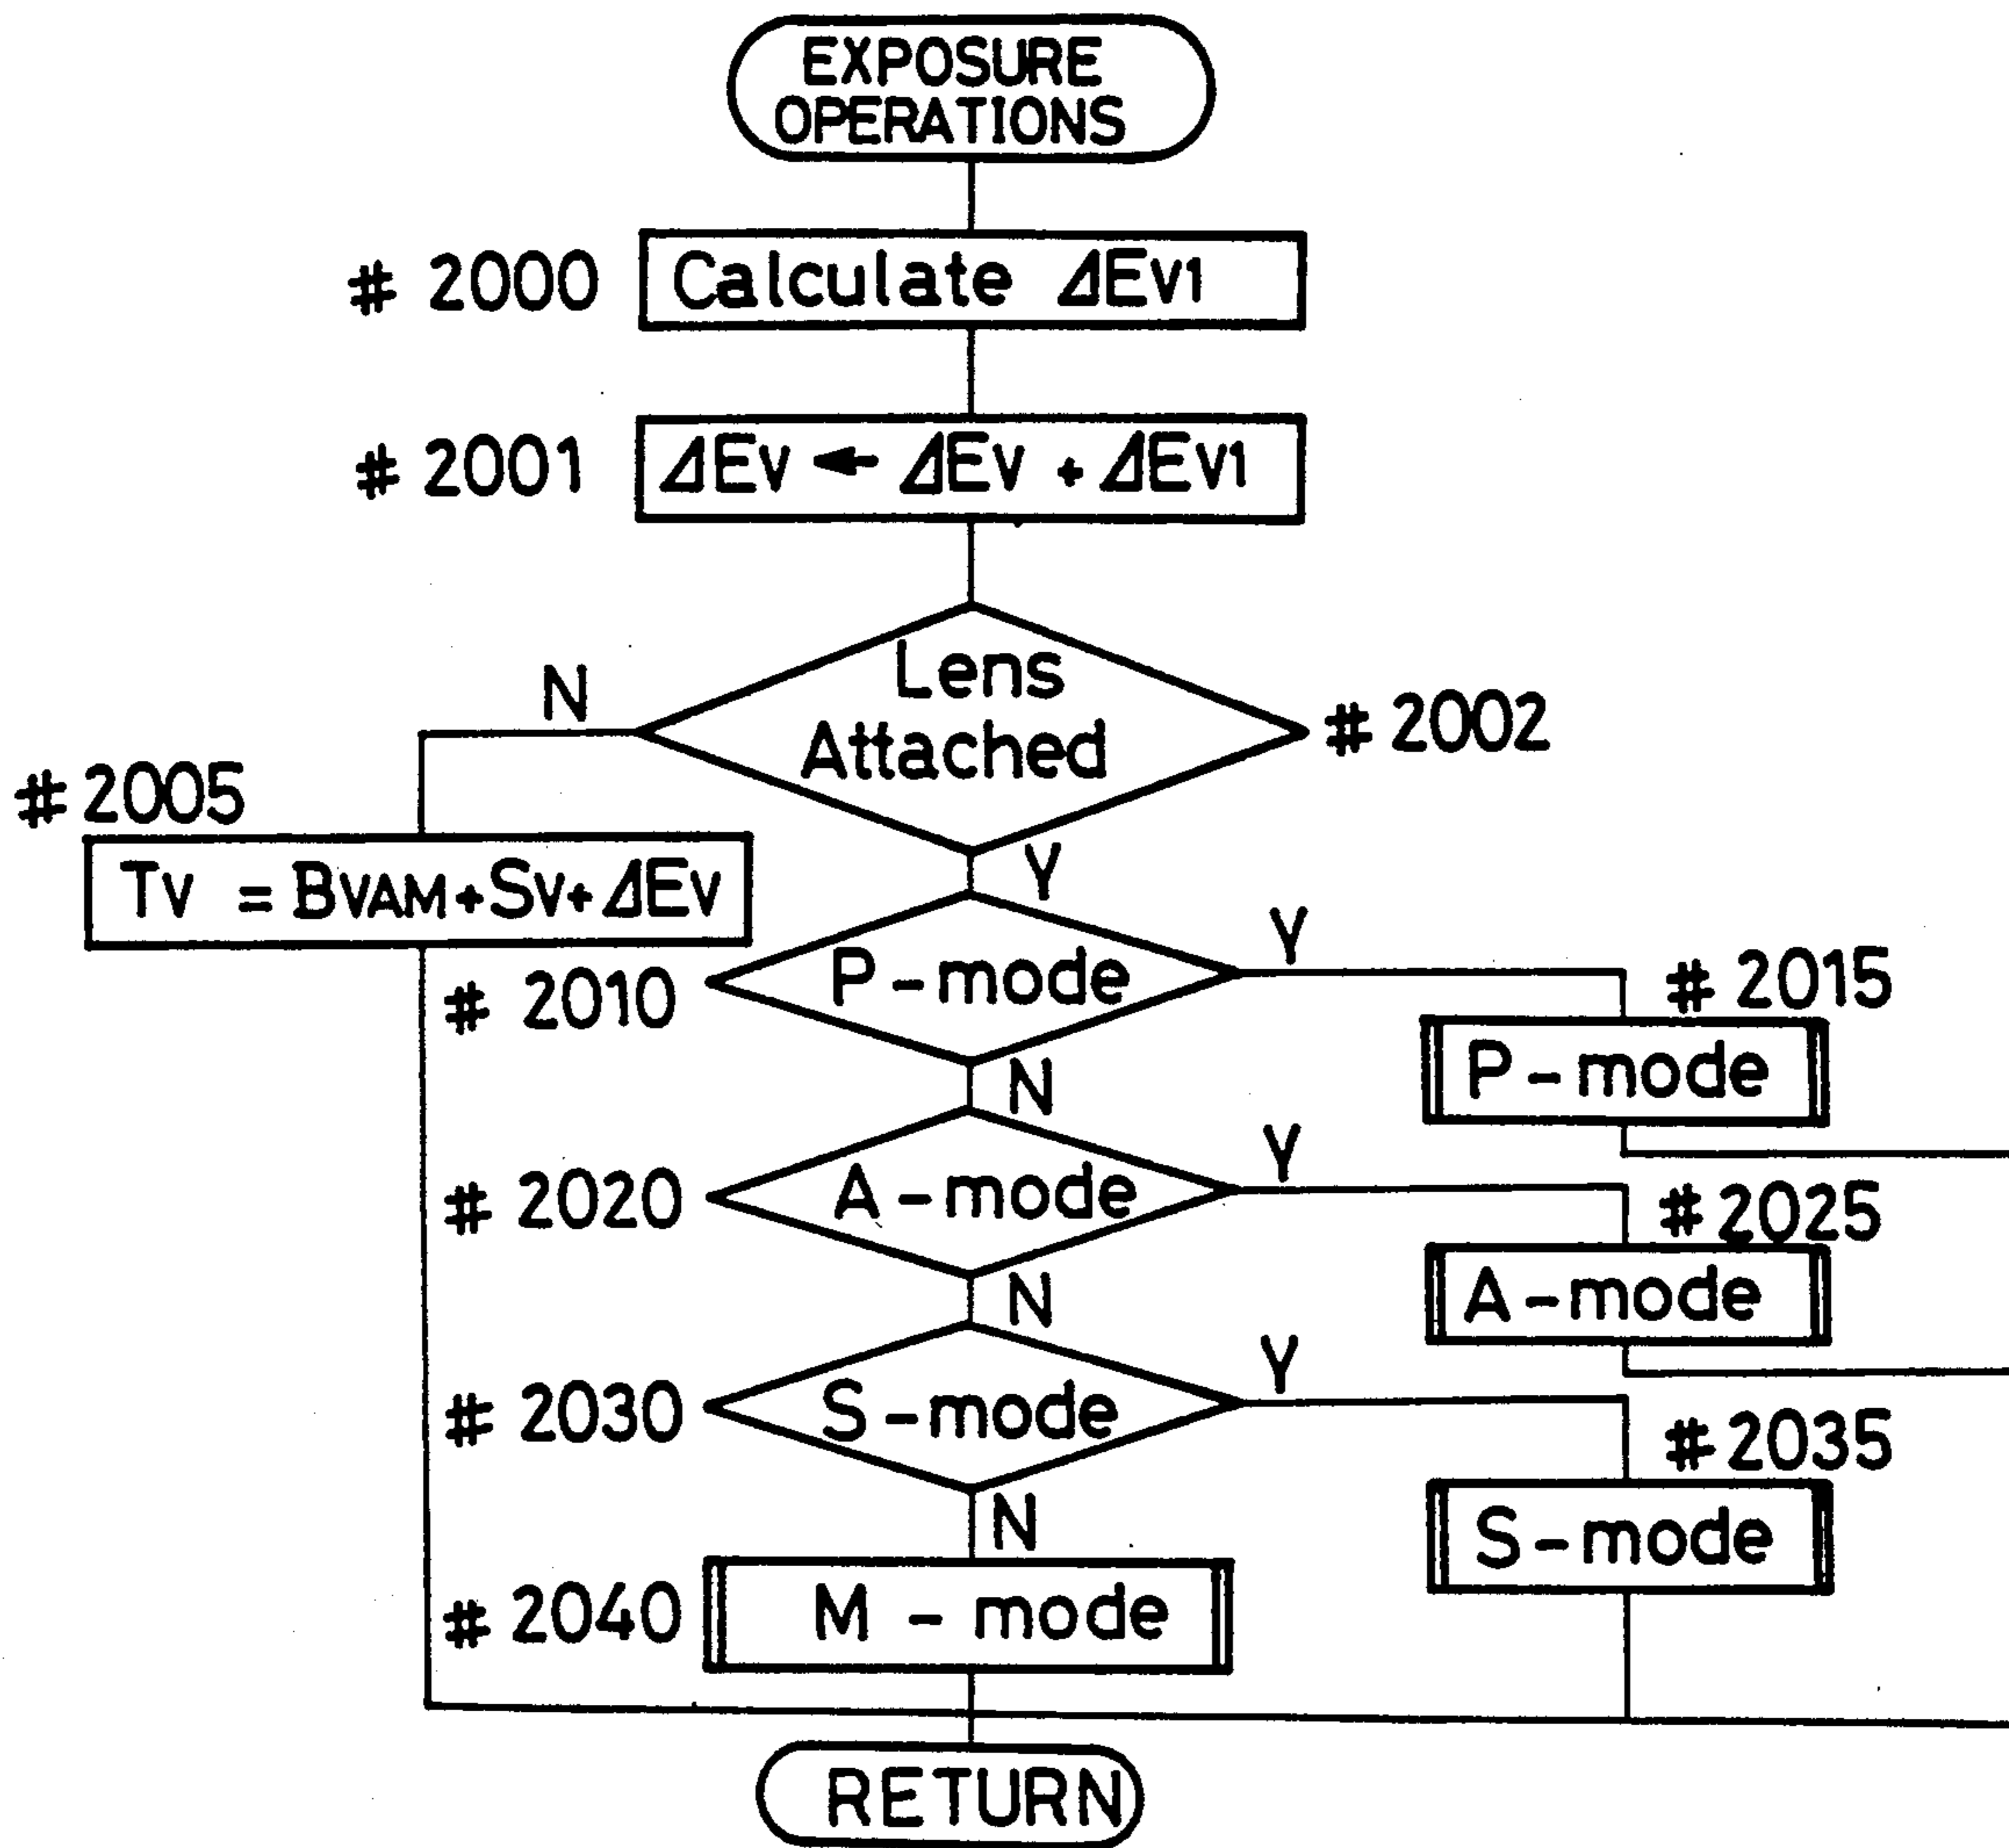 EXPOSURE
OPERATIONS
# 2000 Calculate ΔEV1
# 2001 ΔEV ← ΔEV + ΔEV1
Lens
Attached
N
# 2002
# 2005
TV = BVAM+SV+ΔEV
Y
P-mode
# 2010
Y
# 2015
P-mode
N
A-mode
# 2020
Y
# 2025
A-mode
N
S-mode
# 2030
Y
# 2035
S-mode
N
# 2040 M - mode
RETURN